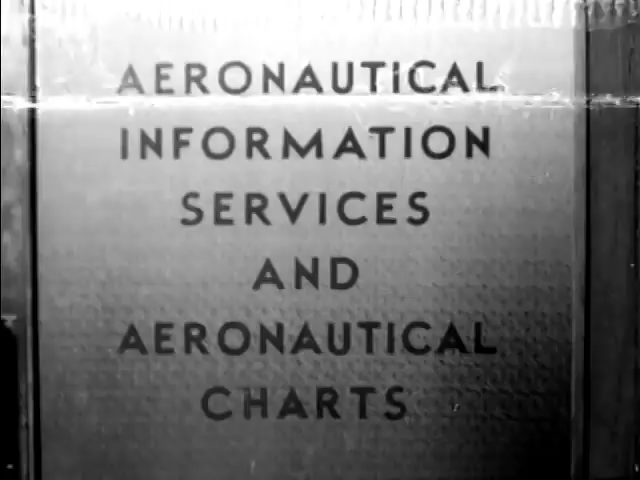 AERONAUTICAL
INFORMATION
SERVICES
AND
AERONAUTICAL
CHARTS